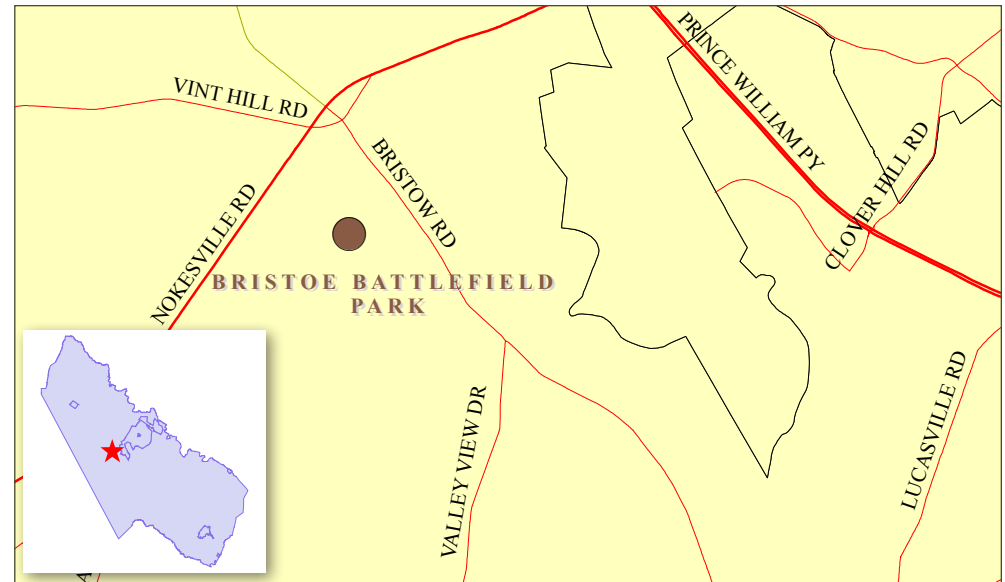 PRINCE WILLIAM PY
VINT HILL RD
BRISTOW RD
CLOVER HILL RD
NOKESVILLE RD
BRISTOE BATTLEFIELD
PARK
VALLEY VIEW DR
LUCASVILLE RD